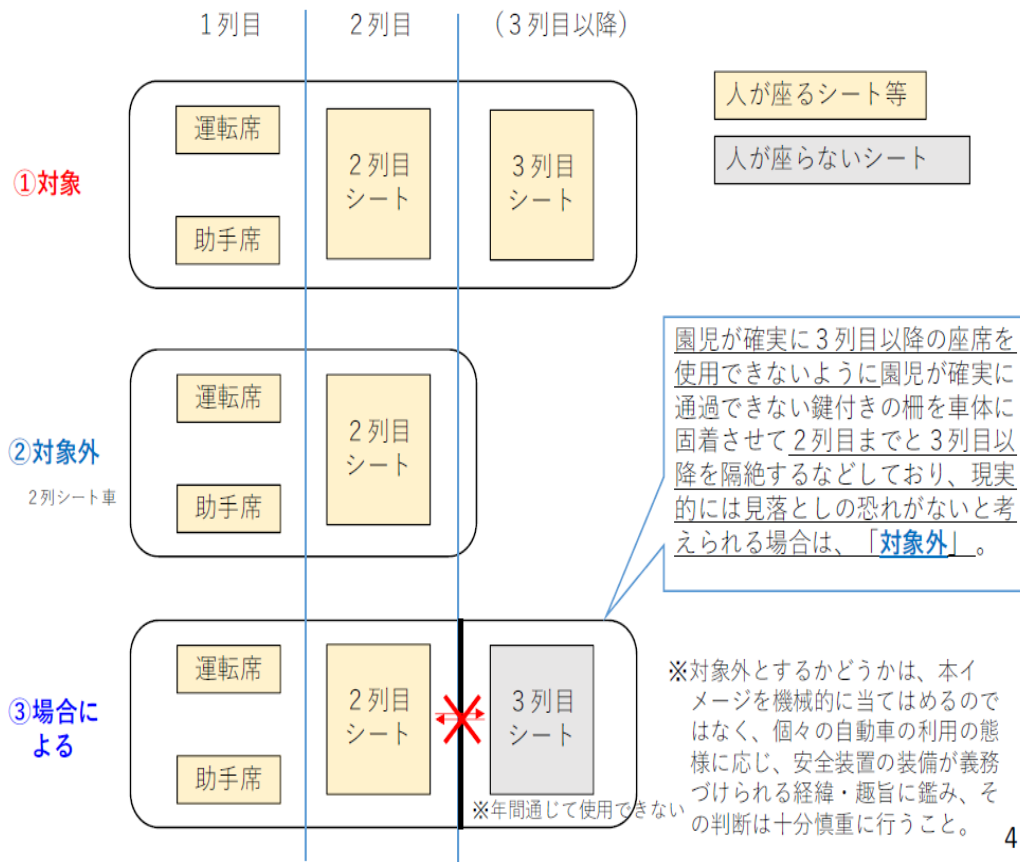 1列目
2列目
（3列目以降）
人が座るシート等
人が座らないシート
①対象
運転席
助手席
2列目
シート
3列目
シート
②対象外
2列シート車
運転席
助手席
2列目
シート
園児が確実に3列目以降の座席を
使用できないように園児が確実に
通過できない鍵付きの柵を車体に
固着させて2列目までと3列目以
降を隔絶するなどしており、現実
的には見落としの恐れがないと考
えられる場合は、「対象外」。
③場合に
よる
運転席
助手席
2列目
シート
3列目
シート
※年間通じて使用できない
※対象外とするかどうかは、本イ
メージを機械的に当てはめるので
はなく、個々の自動車の利用の態
様に応じ、安全装置の装備が義務
づけられる経緯・趣旨に鑑み、そ
の判断は十分慎重に行うこと。
4